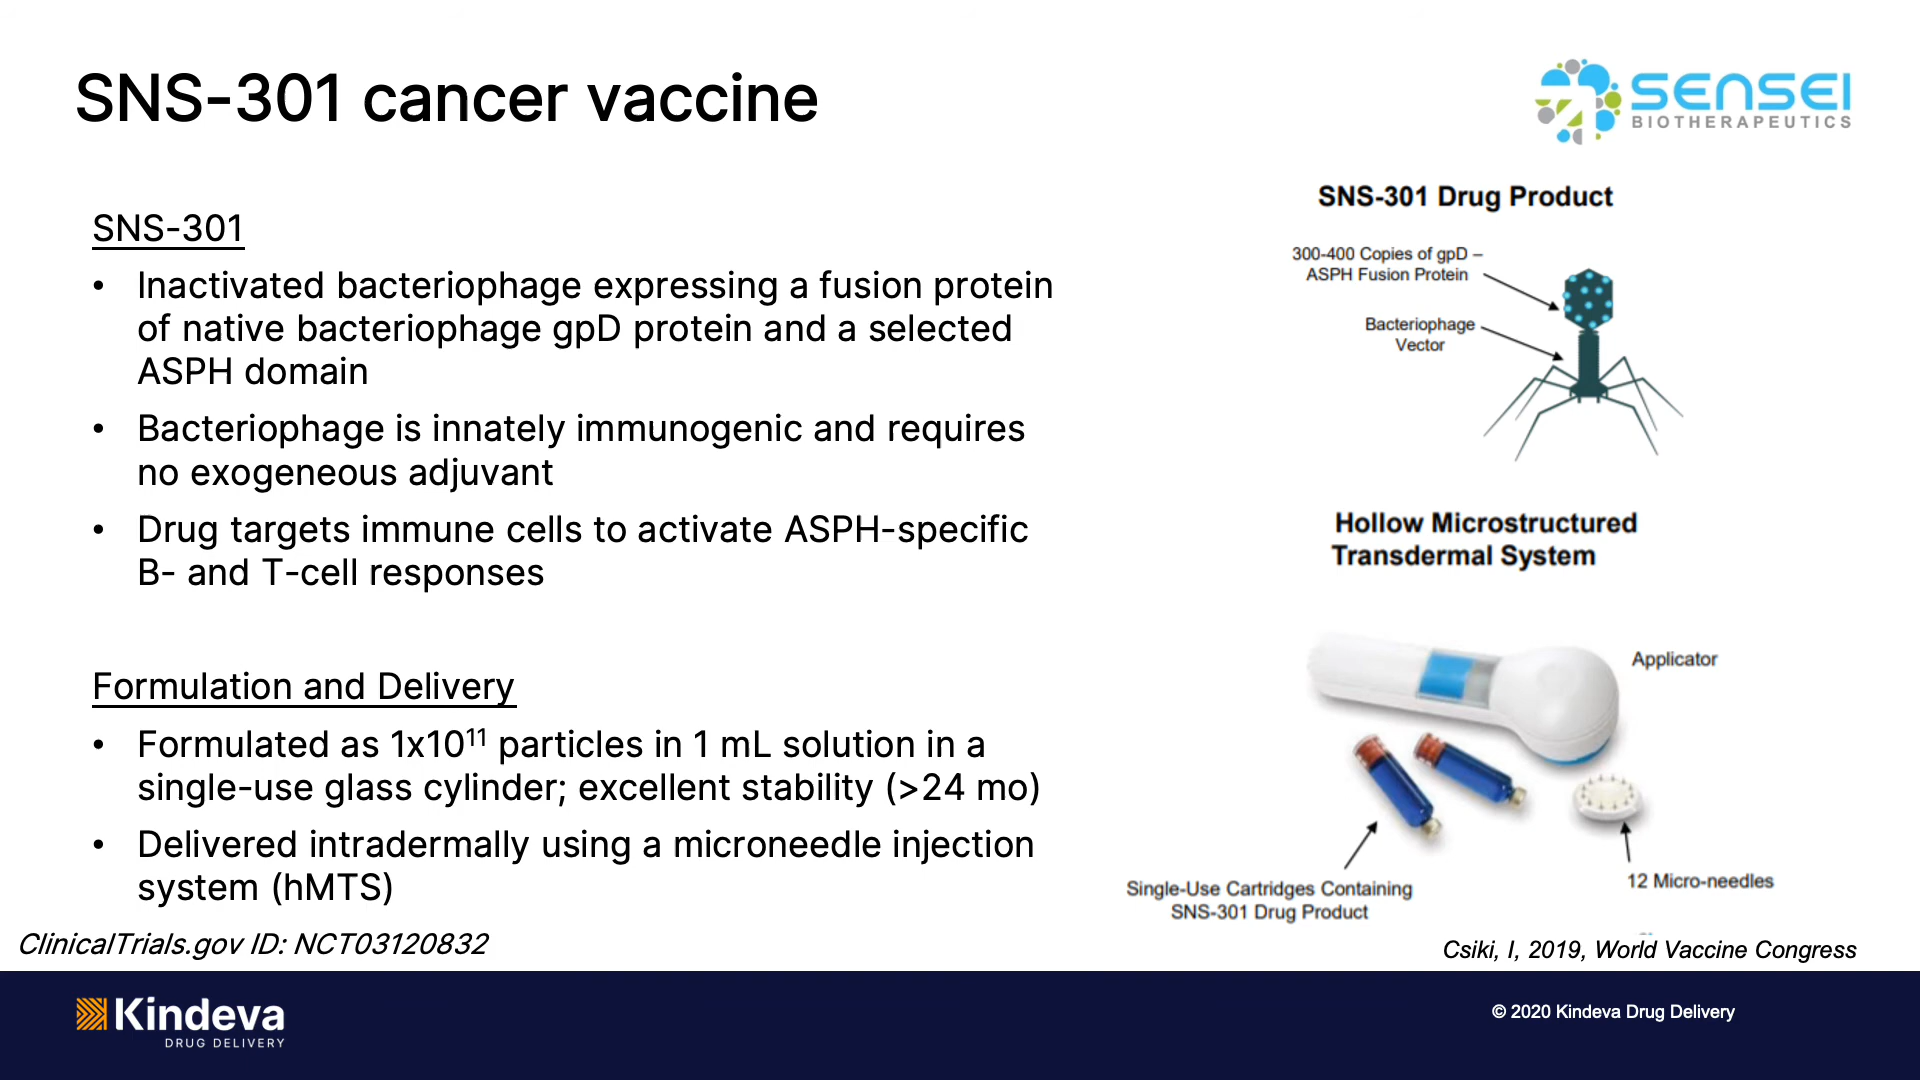 SNS-301 cancer vaccine
SENSEI
BIOTHERAPEUTICS
SNS-301
• Inactivated bacteriophage expressing a fusion protein
of native bacteriophage gpD protein and a selected
ASPH domain
• Bacteriophage is innately immunogenic and requires
no exogeneous adjuvant
• Drug targets immune cells to activate ASPH-specific
B- and T-cell responses
Formulation and Delivery
• Formulated as 1x10¹¹ particles in 1 mL solution in a
single-use glass cylinder; excellent stability (>24 mo)
• Delivered intradermally using a microneedle injection
system (hMTS)
ClinicalTrials.gov ID: NCT03120832
SNS-301 Drug Product
300-400 Copies of gpD –
ASPH Fusion Protein
Bacteriophage
Vector
Hollow Microstructured
Transdermal System
Applicator
12 Micro-needles
Single-Use Cartridges Containing
SNS-301 Drug Product
Csiki, I, 2019, World Vaccine Congress
Kindeva
DRUG DELIVERY
© 2020 Kindeva Drug Delivery